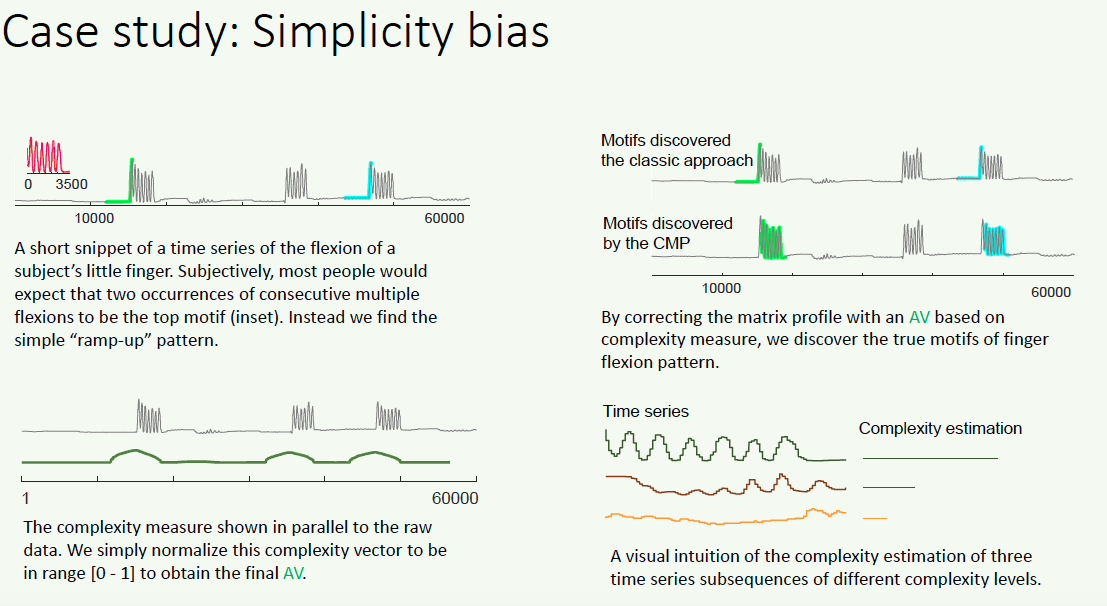 Case study: Simplicity bias
0 3500
10000 60000
A short snippet of a time series of the flexion of a
subject’s little finger. Subjectively, most people would
expect that two occurrences of consecutive multiple
flexions to be the top motif (inset). Instead we find the
simple “ramp-up” pattern.
1 60000
The complexity measure shown in parallel to the raw
data. We simply normalize this complexity vector to be
in range [0 - 1] to obtain the final AV.
Motifs discovered
the classic approach
Motifs discovered
by the CMP
10000 60000
By correcting the matrix profile with an AV based on
complexity measure, we discover the true motifs of finger
flexion pattern.
Time series
Complexity estimation
A visual intuition of the complexity estimation of three
time series subsequences of different complexity levels.